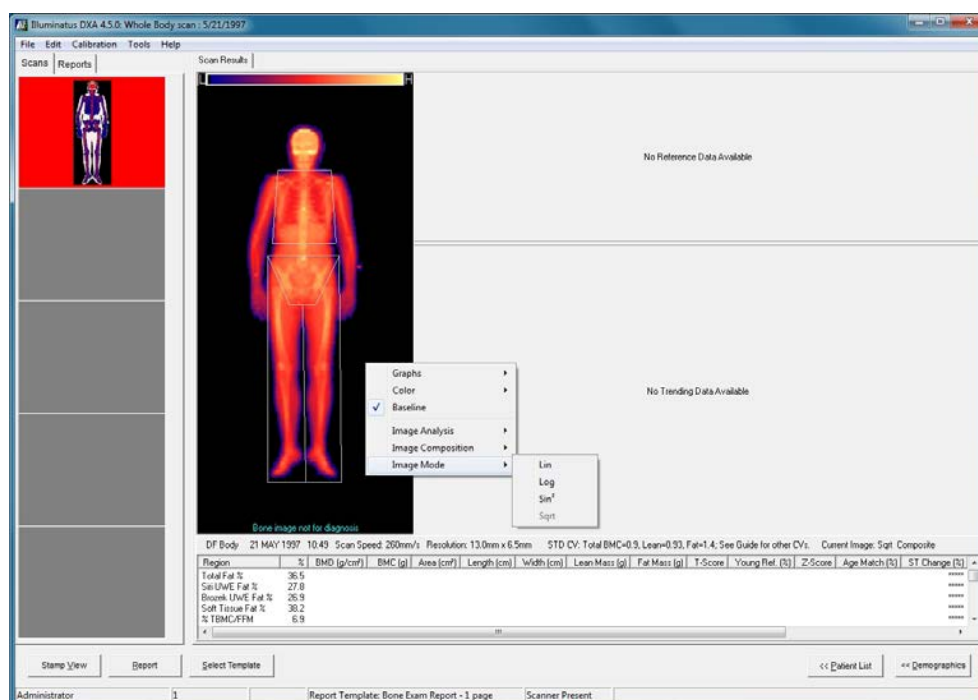 Illuminatus DXA 4.5.0: Whole Body scan : 5/21/1997
File Edit Calibration Tools Help
Scans Reports
Scan Results
L H
No Reference Data Available
No Trending Data Available
Graphs
Color
Baseline
Image Analysis
Image Composition
Image Mode
Lin
Log
Sin²
Sqrt
Bone image not for diagnosis
DF Body 21 MAY 1997 10:49 Scan Speed: 260mm/s Resolution: 13.0mm x 6.5mm STD CV: Total BMC=0.9, Lean=0.93, Fat=1.4; See Guide for other CVs. Current Image: Sqrt Composite
Region % BMD (g/cm²) BMC (g) Area (cm²) Length (cm) Width (cm) Lean Mass (g) Fat Mass (g) T-Score Young Ref. (%) Z-Score Age Match (%) ST Change (%)
Total Fat % 36.5 *****
Siri UWE Fat % 27.8 *****
Brozek UWE Fat % 26.9 *****
Soft Tissue Fat % 38.2 *****
% TBMC/FFM 6.9 *****
Stamp View Report Select Template << Patient List << Demographics
Administrator 1 Report Template: Bone Exam Report - 1 page Scanner Present